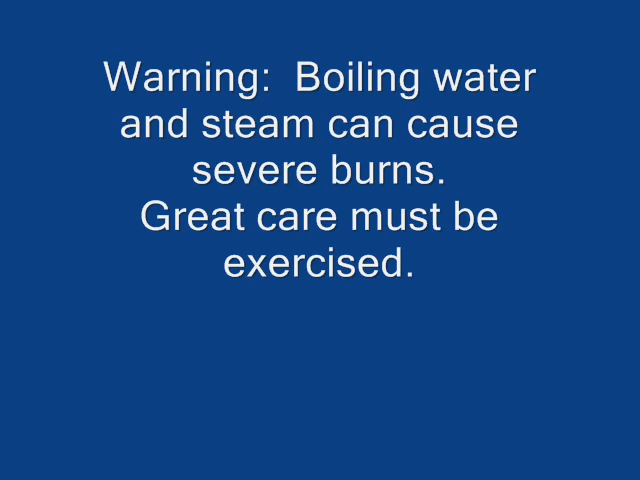 Warning:  Boiling water
and steam can cause
severe burns.
Great care must be
exercised.